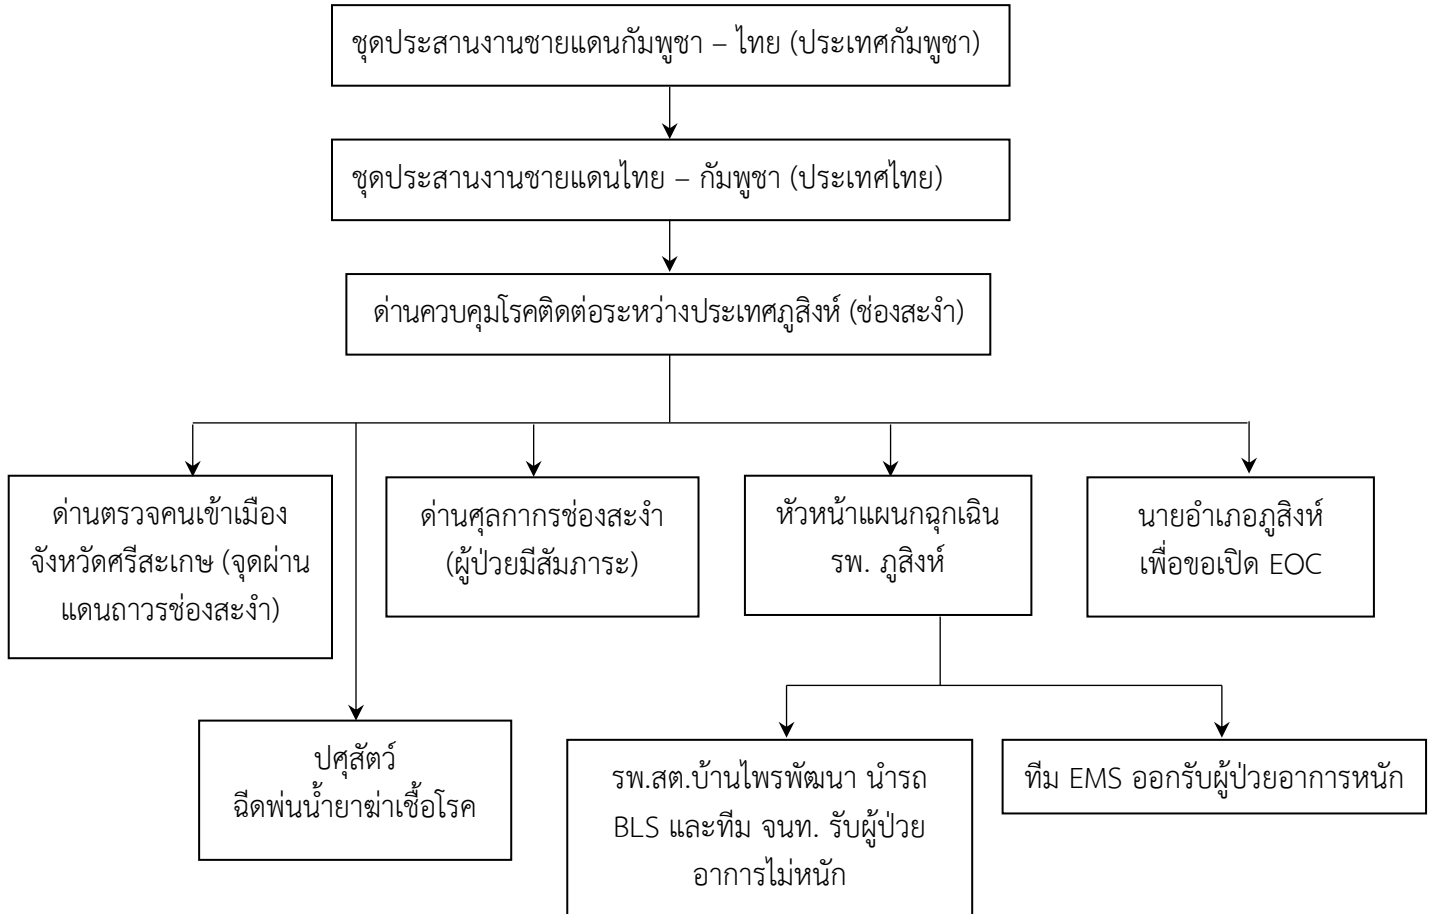 ชุดประสานงานชายแดนกัมพูชา – ไทย (ประเทศกัมพูชา)
ชุดประสานงานชายแดนไทย – กัมพูชา (ประเทศไทย)
ด่านควบคุมโรคติดต่อระหว่างประเทศภูสิงห์ (ช่องสะงำ)
ด่านตรวจคนเข้าเมือง
จังหวัดศรีสะเกษ (จุดผ่าน
แดนถาวรช่องสะงำ)
ด่านศุลกากรช่องสะงำ
(ผู้ป่วยมีสัมภาระ)
หัวหน้าแผนกฉุกเฉิน
รพ. ภูสิงห์
นายอำเภอภูสิงห์
เพื่อขอเปิด EOC
ปศุสัตว์
ฉีดพ่นน้ำยาฆ่าเชื้อโรค
รพ.สต.บ้านไพรพัฒนา นำรถ
BLS และทีม จนท. รับผู้ป่วย
อาการไม่หนัก
ทีม EMS ออกรับผู้ป่วยอาการหนัก